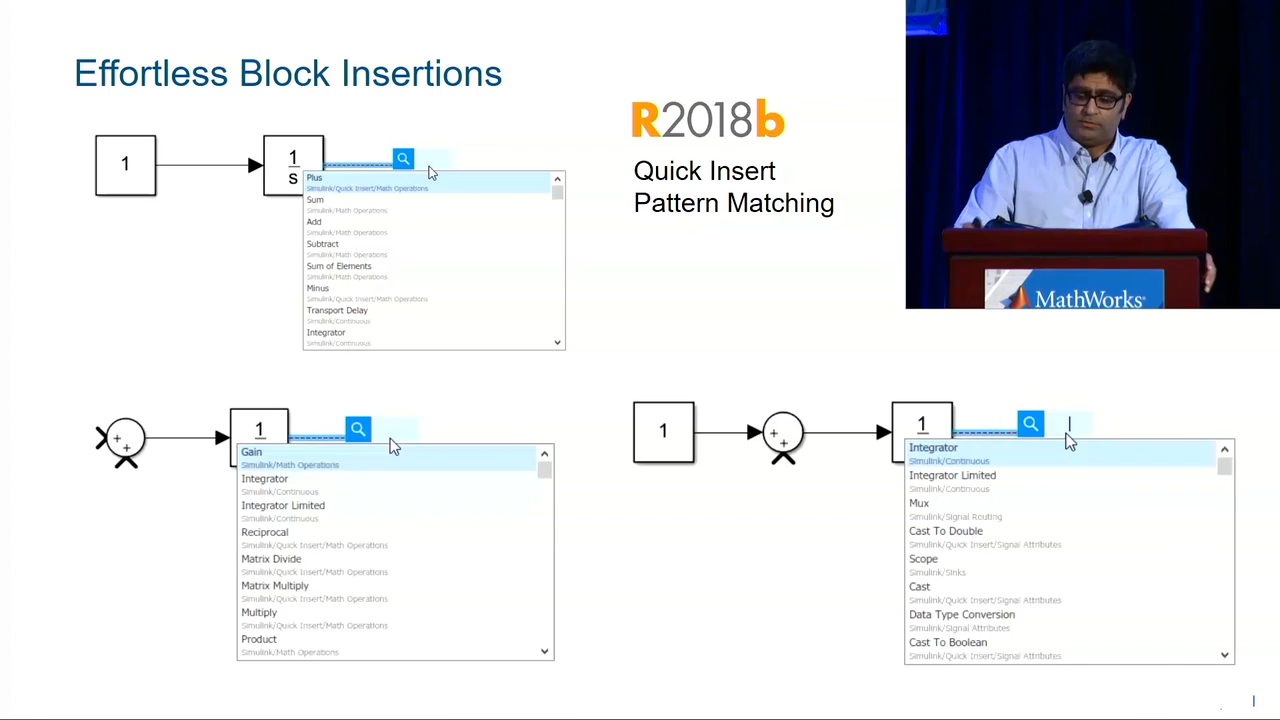 Effortless Block Insertions
R2018b
Quick Insert
Pattern Matching
MathWorks®
1
1
s
Plus
Simulink/Quick Insert/Math Operations
Sum
Simulink/Math Operations
Add
Simulink/Math Operations
Subtract
Simulink/Math Operations
Sum of Elements
Simulink/Math Operations
Minus
Simulink/Quick Insert/Math Operations
Transport Delay
Simulink/Continuous
Integrator
Simulink/Continuous
+
+
1
Gain
Simulink/Math Operations
Integrator
Simulink/Continuous
Integrator Limited
Simulink/Continuous
Reciprocal
Simulink/Quick Insert/Math Operations
Matrix Divide
Simulink/Quick Insert/Math Operations
Matrix Multiply
Simulink/Quick Insert/Math Operations
Multiply
Simulink/Quick Insert/Math Operations
Product
Simulink/Math Operations
1
+
+
1
Integrator
Simulink/Continuous
Integrator Limited
Simulink/Continuous
Mux
Simulink/Signal Routing
Cast To Double
Simulink/Quick Insert/Signal Attributes
Scope
Simulink/Sinks
Cast
Simulink/Quick Insert/Signal Attributes
Data Type Conversion
Simulink/Signal Attributes
Cast To Boolean
Simulink/Quick Insert/Signal Attributes